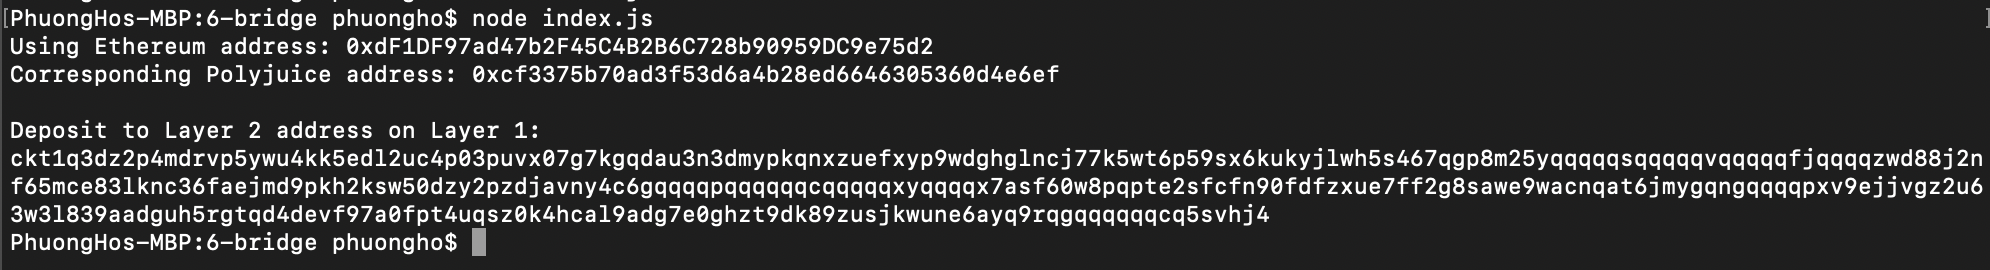 [PhuongHos-MBP:6-bridge phuongho$ node index.js ]
Using Ethereum address: 0xdF1DF97ad47b2F45C4B2B6C728b90959DC9e75d2
Corresponding Polyjuice address: 0xcf3375b70ad3f53d6a4b28ed6646305360d4e6ef
Deposit to Layer 2 address on Layer 1:
ckt1q3dz2p4mdrvp5ywu4kk5edl2uc4p03puvx07g7kgqdau3n3dmypkqnxzuefxyp9wdghglncj77k5wt6p59sx6kukyjlwh5s467qgp8m25yqqqqqsqqqqqvqqqqqfjqqqqzwd88j2n
f65mce83lknc36faejmd9pkh2ksw50dzy2pzdjavny4c6gqqqqpqqqqqqcqqqqqxyqqqqx7asf60w8pqpte2sfcfn90fdfzxue7ff2g8sawe9wacnqat6jmygqngqqqqpxv9ejjvgz2u6
3w3l839aadguh5rgtqd4devf97a0fpt4uqsz0k4hcal9adg7e0ghzt9dk89zusjkwune6ayq9rqgqqqqqqcq5svhj4
PhuongHos-MBP:6-bridge phuongho$